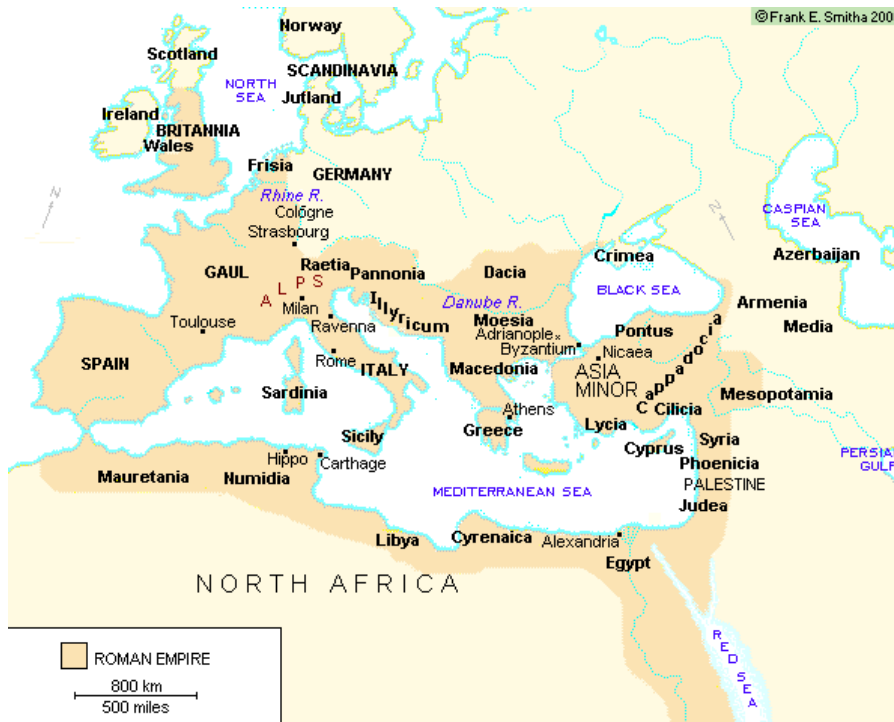 ©Frank E. Smitha 200
Norway
Scotland
SCANDINAVIA
NORTH
SEA
Jutland
Ireland
BRITANNIA
Wales
Frisia
GERMANY
Rhine R.
Cologne
Strasbourg
CASPIAN
SEA
Azerbaijan
Crimea
GAUL
Raetia
Pannonia
Dacia
ALPS
Milan
Illyricum
Danube R.
BLACK SEA
Armenia
Media
Toulouse
Ravenna
Moesia
Adrianople
Byzantium
Pontus
Cappadocia
Nicaea
SPAIN
Rome
ITALY
Macedonia
ASIA
MINOR
Mesopotamia
Sardinia
Athens
Cilicia
Lycia
Sicily
Greece
Cyprus
Syria
Hippo
Carthage
Phoenicia
PERSIA
GULF
Mauretania
Numidia
MEDITERRANEAN SEA
PALESTINE
Judea
Libya
Cyrenaica
Alexandria
Egypt
NORTH AFRICA
RED SEA
ROMAN EMPIRE
800 km
500 miles